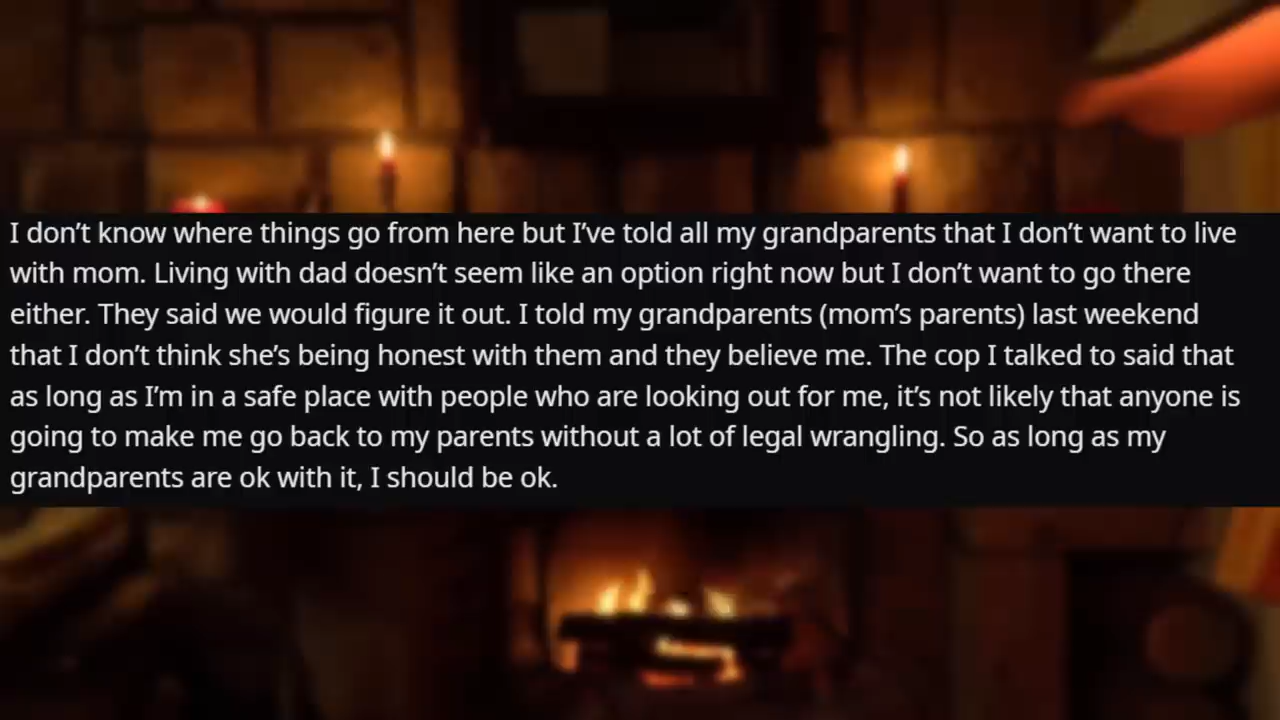 I don’t know where things go from here but I’ve told all my grandparents that I don’t want to live
with mom. Living with dad doesn’t seem like an option right now but I don’t want to go there
either. They said we would figure it out. I told my grandparents (mom’s parents) last weekend
that I don’t think she’s being honest with them and they believe me. The cop I talked to said that
as long as I’m in a safe place with people who are looking out for me, it’s not likely that anyone is
going to make me go back to my parents without a lot of legal wrangling. So as long as my
grandparents are ok with it, I should be ok.